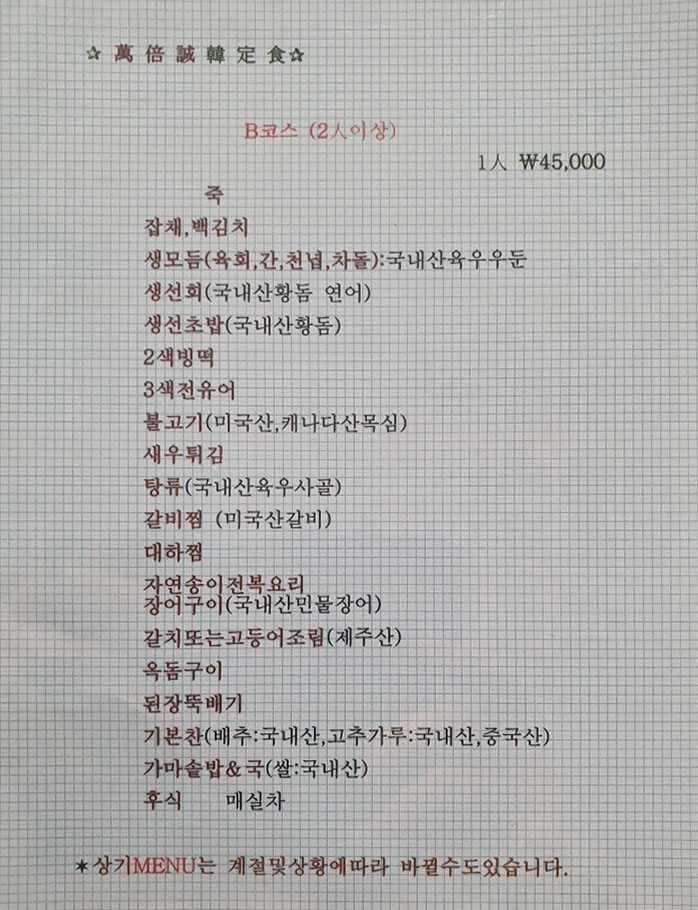 ☆ 萬 倍 誠 韓 定 食☆
B코스 (2人이상)
1人 ₩45,000
죽
잡채,백김치
생모듬(육회,간,천녑,차돌):국내산육우우둔
생선회(국내산황돔 연어)
생선초밥(국내산황돔)
2색빙떡
3색전유어
불고기(미국산,캐나다산목심)
새우튀김
탕류(국내산육우사골)
갈비찜 (미국산갈비)
대하찜
자연송이전복요리
장어구이(국내산민물장어)
갈치또는고등어조림(제주산)
옥돔구이
된장뚝배기
기본찬(배추:국내산,고추가루:국내산,중국산)
가마솥밥&국(쌀:국내산)
후식 매실차
*상기MENU는 계절및상황에따라 바뀔수도있습니다.